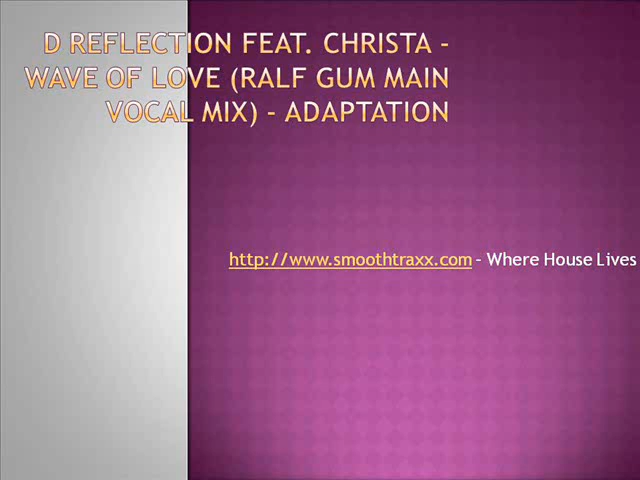 D REFLECTION FEAT. CHRISTA -
WAVE OF LOVE (RALF GUM MAIN
VOCAL MIX) - ADAPTATION
http://www.smoothtraxx.com - Where House Lives